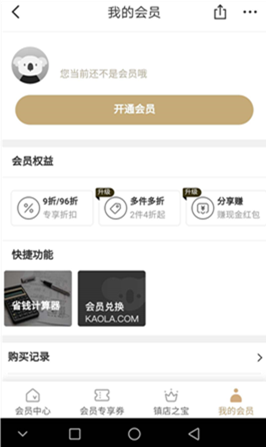 我的会员
您当前还不是会员哦
开通会员
会员权益
9折/96折
专享折扣
升级
多件多折
2件4折起
升级
分享赚
赚现金红包
快捷功能
省钱计算器
会员兑换
KAOLA.COM
购买记录
会员中心
会员专享券
镇店之宝
我的会员